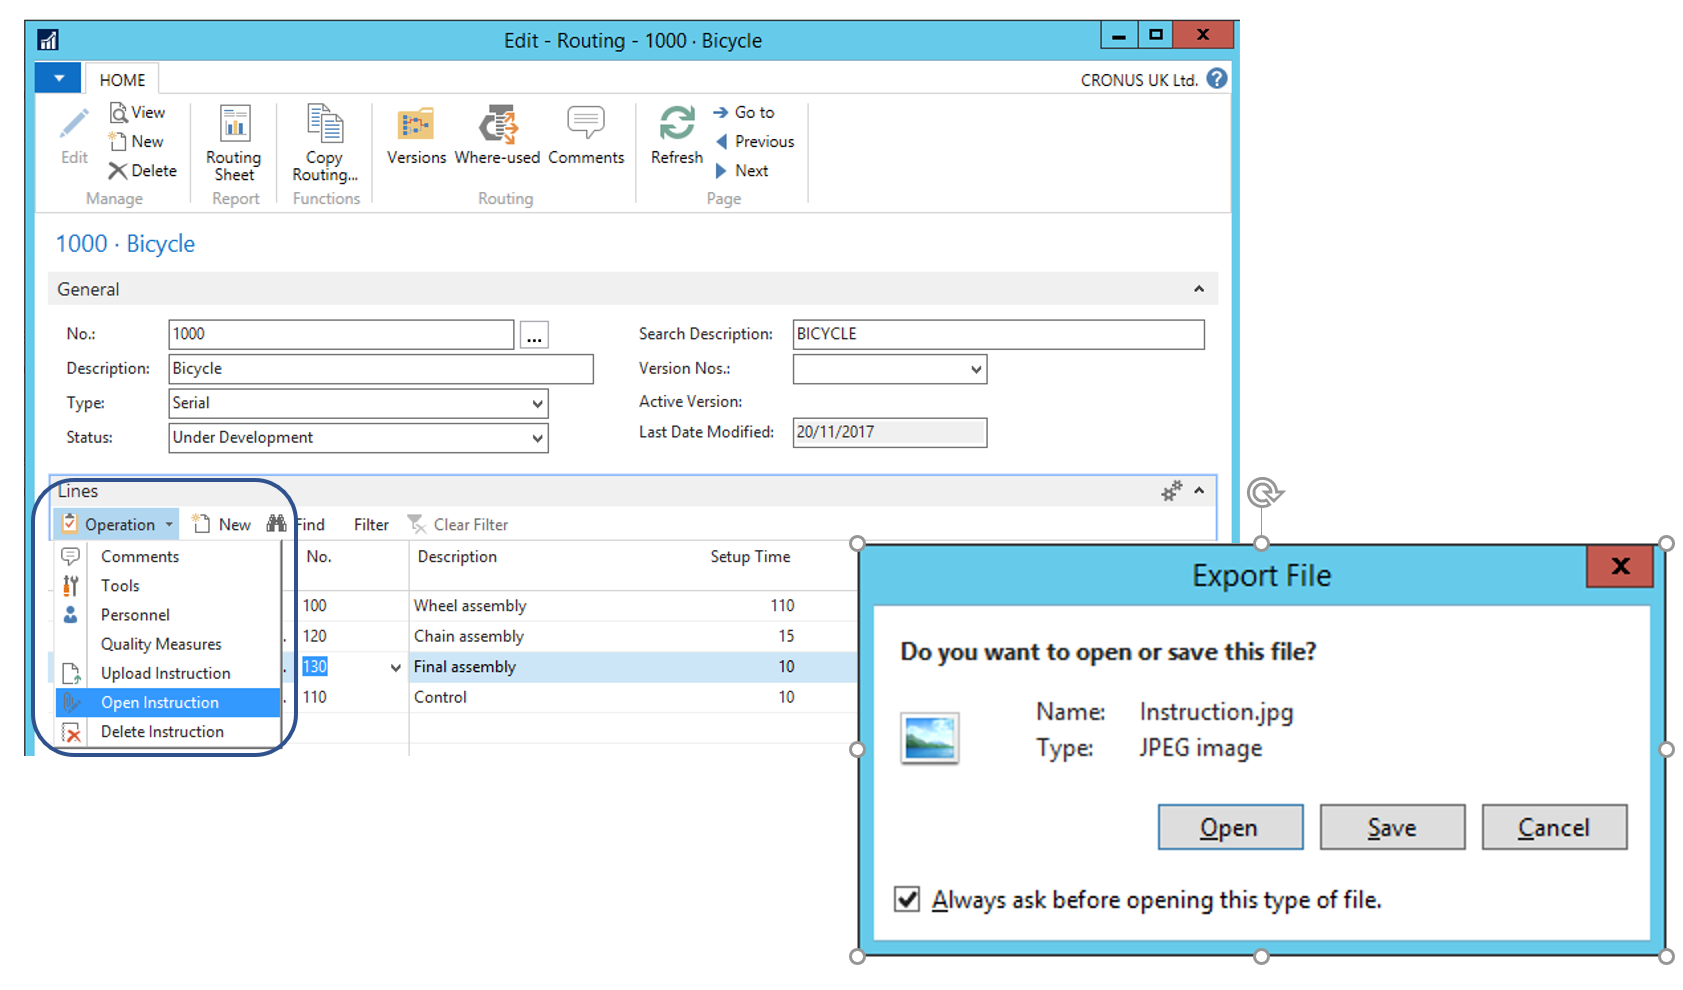 Edit - Routing - 1000 · Bicycle
HOME
CRONUS UK Ltd.
Edit
View
New
Delete
Manage
Routing
Sheet
Report
Copy
Routing...
Functions
Versions
Where-used
Comments
Routing
Refresh
Go to
Previous
Next
Page
1000 · Bicycle
General
No.: 1000 ...
Description: Bicycle
Type: Serial
Status: Under Development
Search Description: BICYCLE
Version Nos.:
Active Version:
Last Date Modified: 20/11/2017
Lines
Operation New Find Filter Clear Filter
Comments
Tools
Personnel
Quality Measures
Upload Instruction
Open Instruction
Delete Instruction
No. Description Setup Time
100 Wheel assembly 110
120 Chain assembly 15
130 Final assembly 10
110 Control 10
Export File
Do you want to open or save this file?
Name: Instruction.jpg
Type: JPEG image
Open Save Cancel
Always ask before opening this type of file.